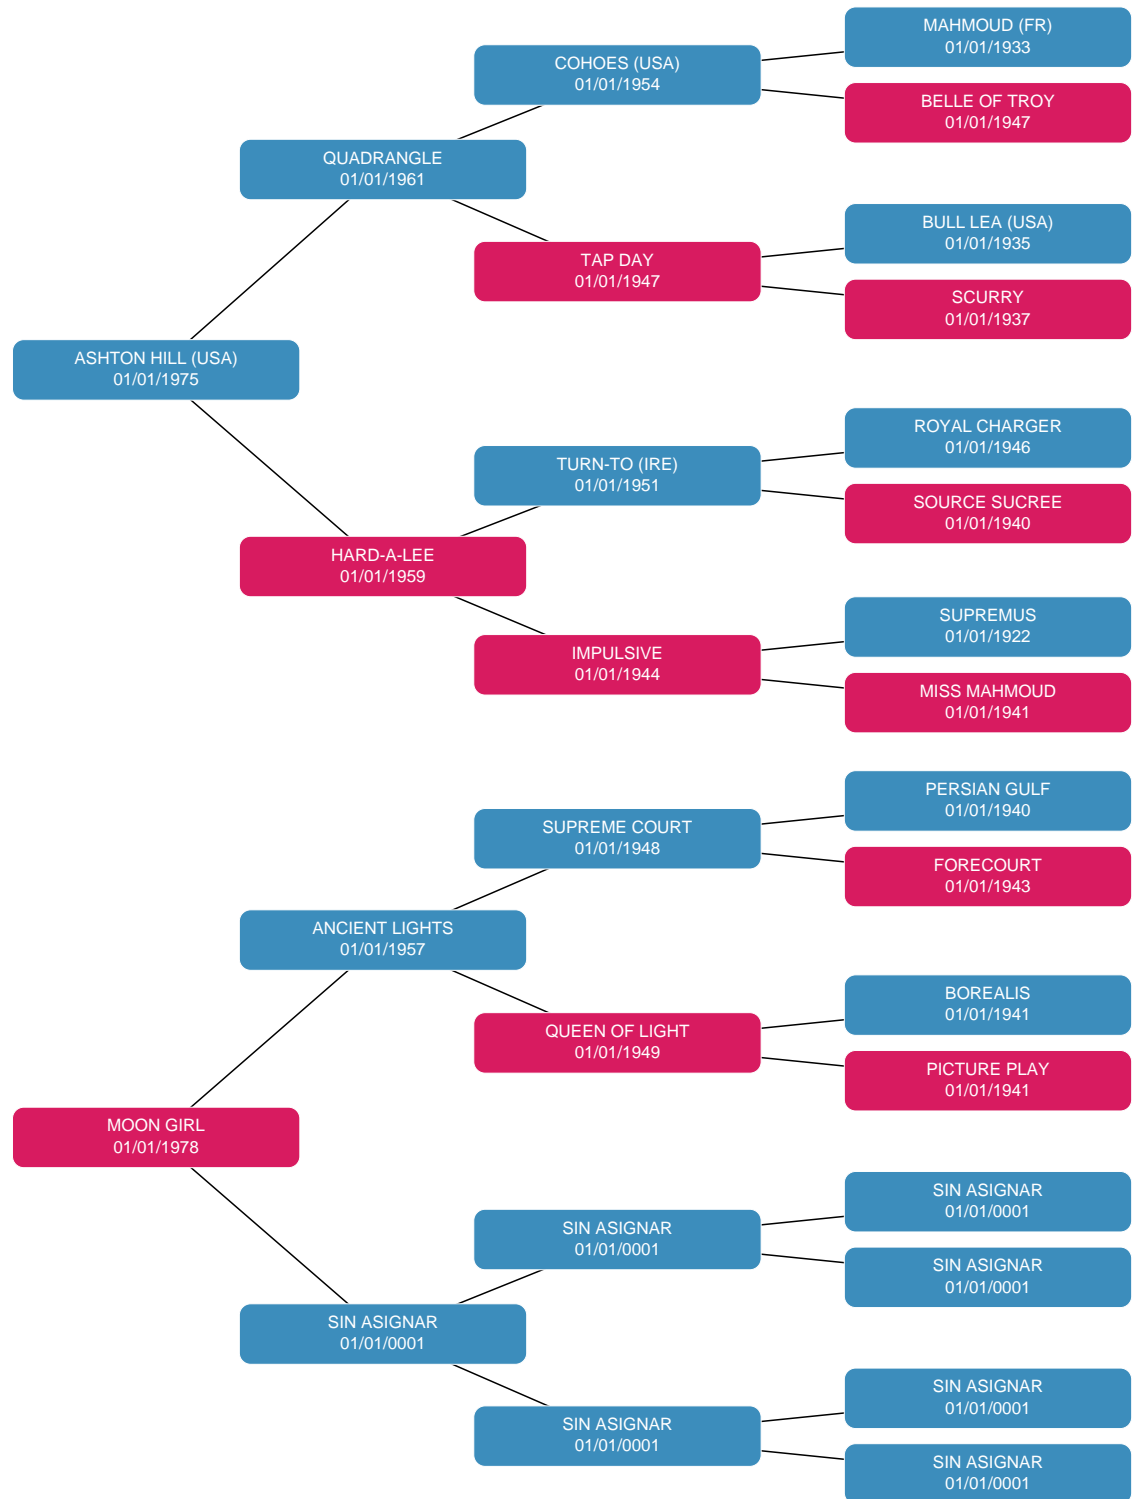 MAHMOUD (FR)
01/01/1933
COHOES (USA)
01/01/1954
BELLE OF TROY
01/01/1947
QUADRANGLE
01/01/1961
BULL LEA (USA)
01/01/1935
TAP DAY
01/01/1947
SCURRY
01/01/1937
ASHTON HILL (USA)
01/01/1975
ROYAL CHARGER
01/01/1946
TURN-TO (IRE)
01/01/1951
SOURCE SUCREE
01/01/1940
HARD-A-LEE
01/01/1959
SUPREMUS
01/01/1922
IMPULSIVE
01/01/1944
MISS MAHMOUD
01/01/1941
PERSIAN GULF
01/01/1940
SUPREME COURT
01/01/1948
FORECOURT
01/01/1943
ANCIENT LIGHTS
01/01/1957
BOREALIS
01/01/1941
QUEEN OF LIGHT
01/01/1949
PICTURE PLAY
01/01/1941
MOON GIRL
01/01/1978
SIN ASIGNAR
01/01/0001
SIN ASIGNAR
01/01/0001
SIN ASIGNAR
01/01/0001
SIN ASIGNAR
01/01/0001
SIN ASIGNAR
01/01/0001
SIN ASIGNAR
01/01/0001
SIN ASIGNAR
01/01/0001